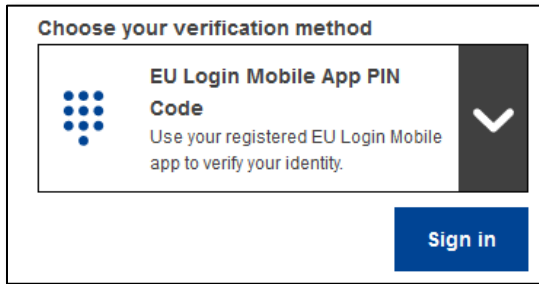 Choose your verification method
EU Login Mobile App PIN
Code
Use your registered EU Login Mobile
app to verify your identity.
Sign in